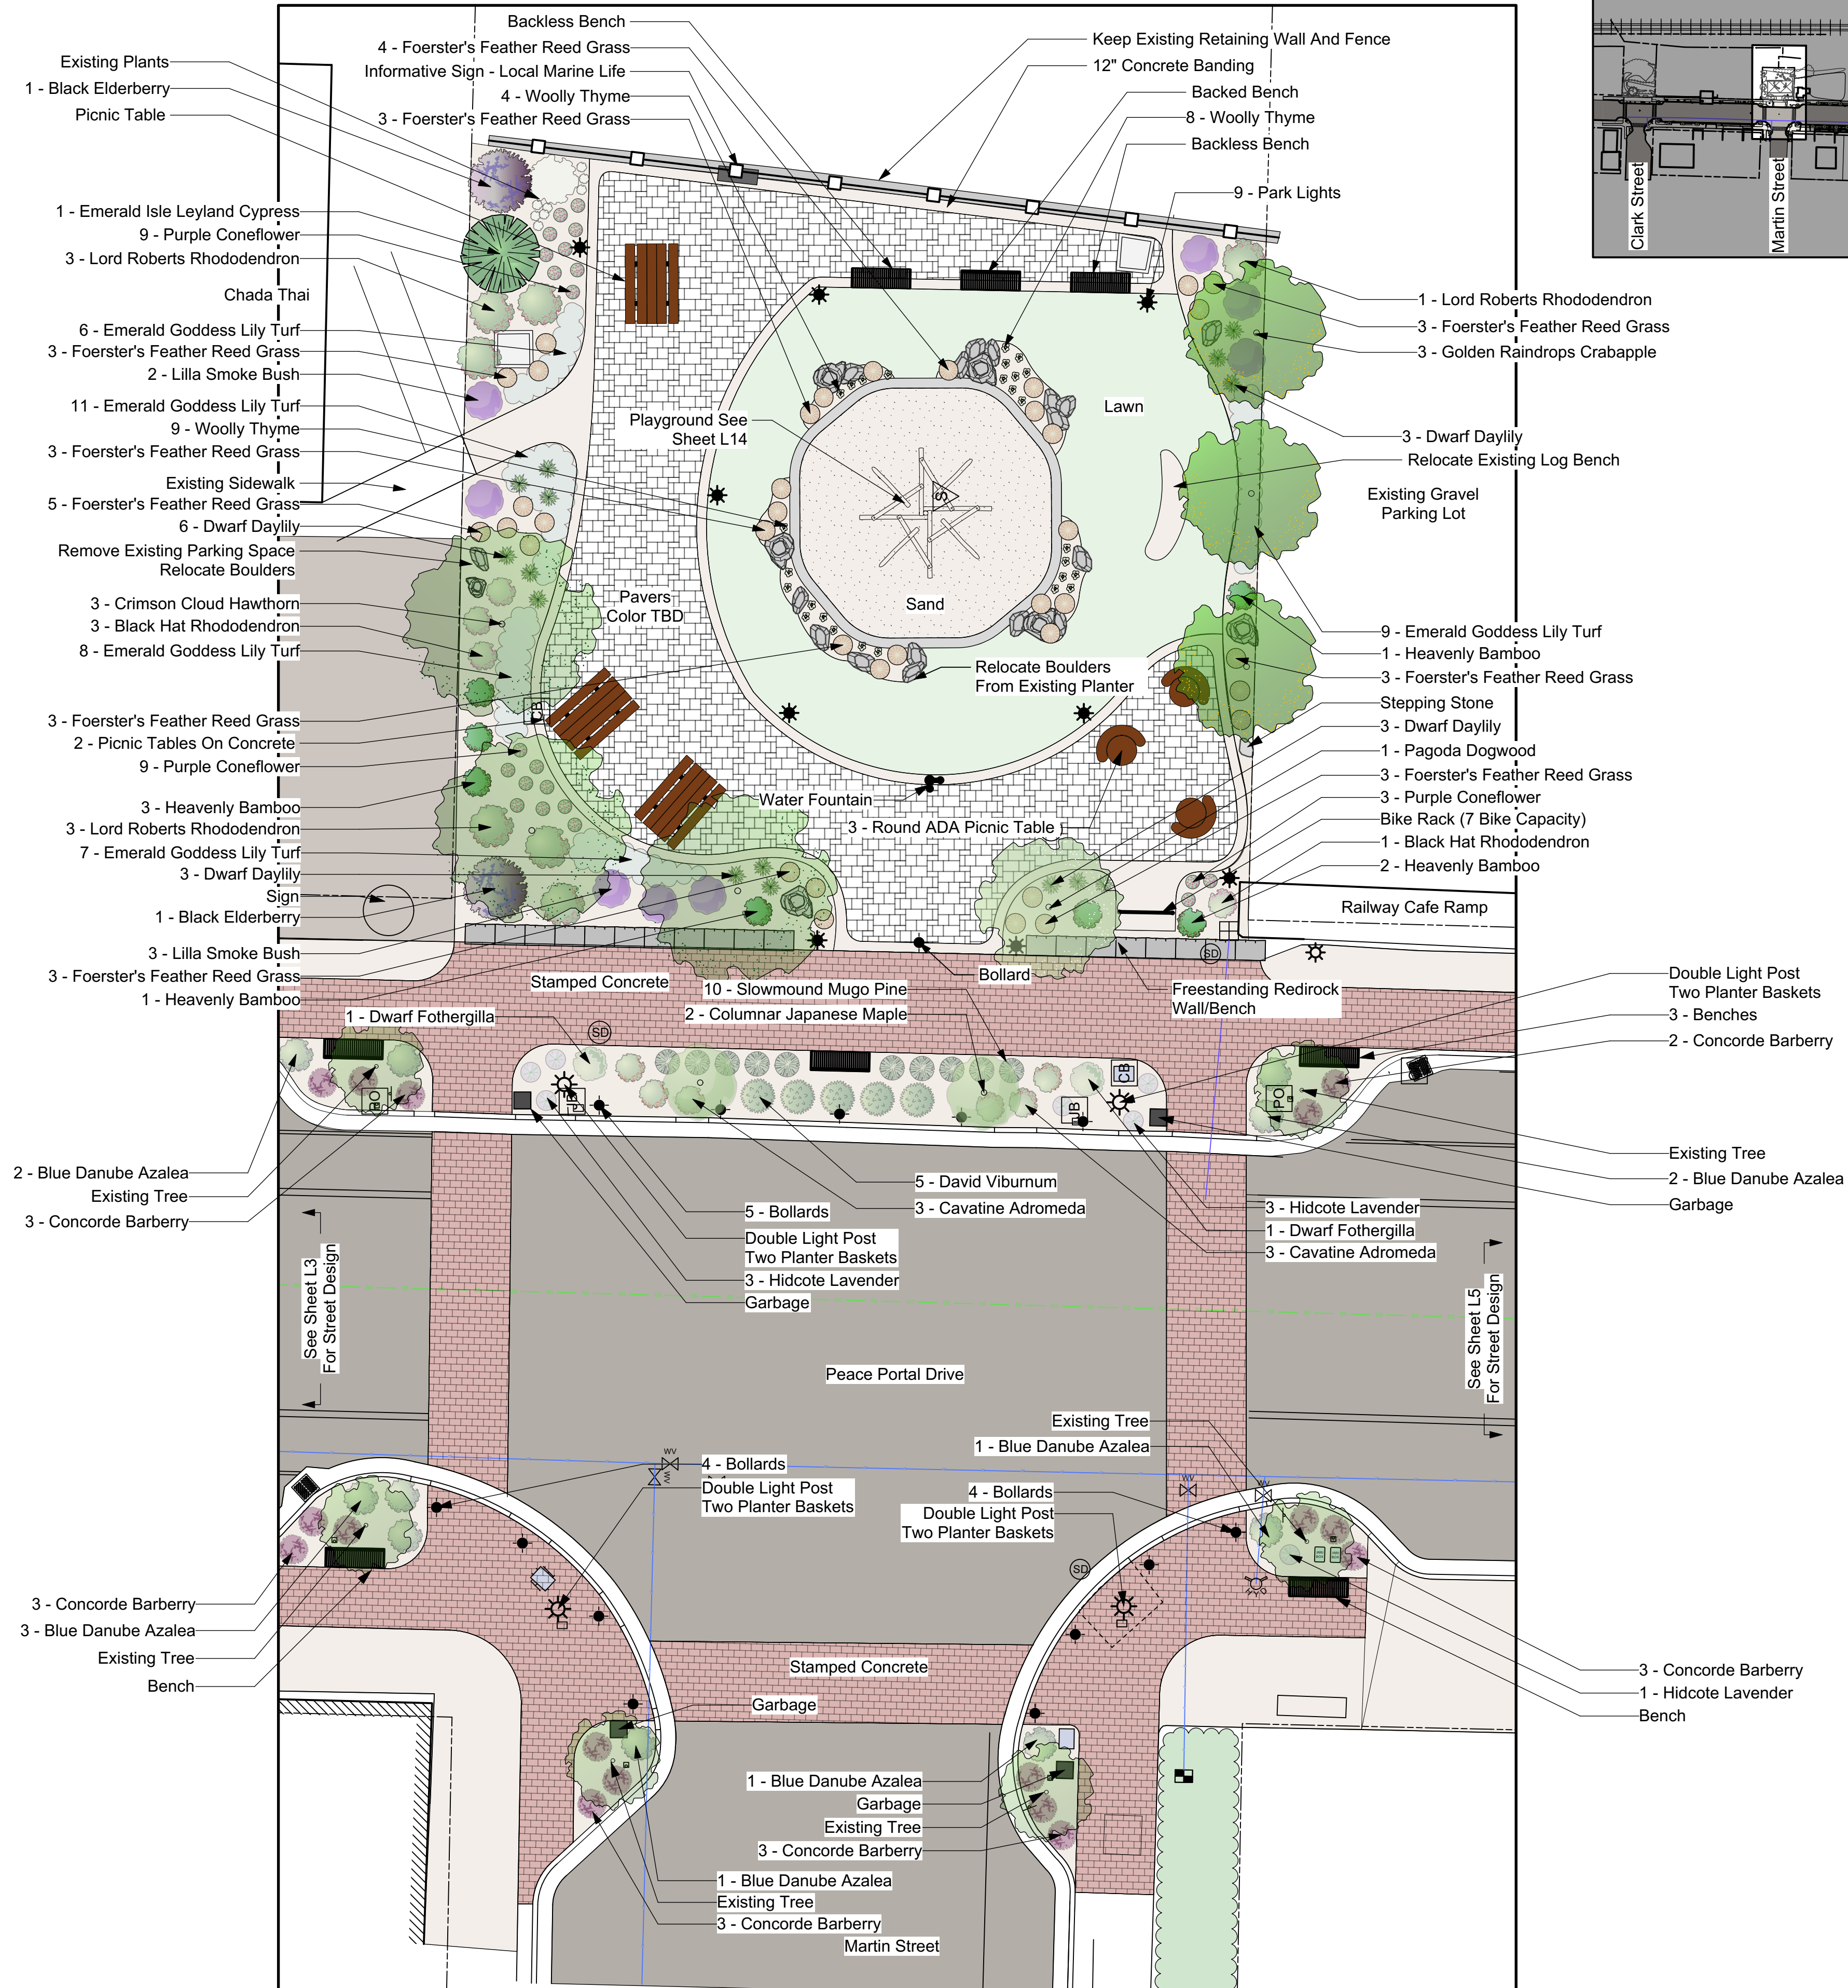 Backless Bench
4 - Foerster's Feather Reed Grass
Informative Sign - Local Marine Life
4 - Woolly Thyme
3 - Foerster's Feather Reed Grass
Existing Plants
1 - Black Elderberry
Picnic Table
1 - Emerald Isle Leyland Cypress
9 - Purple Coneflower
3 - Lord Roberts Rhododendron
Chada Thai
6 - Emerald Goddess Lily Turf
3 - Foerster's Feather Reed Grass
2 - Lilla Smoke Bush
11 - Emerald Goddess Lily Turf
9 - Woolly Thyme
3 - Foerster's Feather Reed Grass
Existing Sidewalk
5 - Foerster's Feather Reed Grass
6 - Dwarf Daylily
Remove Existing Parking Space
Relocate Boulders
3 - Crimson Cloud Hawthorn
3 - Black Hat Rhododendron
8 - Emerald Goddess Lily Turf
3 - Foerster's Feather Reed Grass
2 - Picnic Tables On Concrete
9 - Purple Coneflower
3 - Heavenly Bamboo
3 - Lord Roberts Rhododendron
7 - Emerald Goddess Lily Turf
3 - Dwarf Daylily
Sign
1 - Black Elderberry
3 - Lilla Smoke Bush
3 - Foerster's Feather Reed Grass
1 - Heavenly Bamboo
Keep Existing Retaining Wall And Fence
12" Concrete Banding
Backed Bench
8 - Woolly Thyme
Backless Bench
9 - Park Lights
Clark Street
Martin Street
1 - Lord Roberts Rhododendron
3 - Foerster's Feather Reed Grass
3 - Golden Raindrops Crabapple
3 - Dwarf Daylily
Relocate Existing Log Bench
Existing Gravel
Parking Lot
9 - Emerald Goddess Lily Turf
1 - Heavenly Bamboo
3 - Foerster's Feather Reed Grass
Stepping Stone
3 - Dwarf Daylily
1 - Pagoda Dogwood
3 - Foerster's Feather Reed Grass
3 - Purple Coneflower
Bike Rack (7 Bike Capacity)
1 - Black Hat Rhododendron
2 - Heavenly Bamboo
Railway Cafe Ramp
Lawn
Playground See
Sheet L14
S
Sand
Pavers
Color TBD
Relocate Boulders
From Existing Planter
CB
Water Fountain
3 - Round ADA Picnic Table
SD
Bollard
Stamped Concrete
Freestanding Redirock
Wall/Bench
10 - Slowmound Mugo Pine
2 - Columnar Japanese Maple
1 - Dwarf Fothergilla
SD
Double Light Post
Two Planter Baskets
3 - Benches
2 - Concorde Barberry
PO
JB
JB
CB
PO
Existing Tree
2 - Blue Danube Azalea
Garbage
2 - Blue Danube Azalea
Existing Tree
3 - Concorde Barberry
5 - David Viburnum
3 - Cavatine Adromeda
5 - Bollards
Double Light Post
Two Planter Baskets
3 - Hidcote Lavender
Garbage
3 - Hidcote Lavender
1 - Dwarf Fothergilla
3 - Cavatine Adromeda
See Sheet L3
For Street Design
See Sheet L5
For Street Design
Peace Portal Drive
Existing Tree
1 - Blue Danube Azalea
WV
WV
WV
WV
4 - Bollards
Double Light Post
Two Planter Baskets
4 - Bollards
Double Light Post
Two Planter Baskets
SD
3 - Concorde Barberry
3 - Blue Danube Azalea
Existing Tree
Bench
3 - Concorde Barberry
1 - Hidcote Lavender
Bench
Stamped Concrete
Garbage
1 - Blue Danube Azalea
Garbage
Existing Tree
3 - Concorde Barberry
1 - Blue Danube Azalea
Existing Tree
3 - Concorde Barberry
Martin Street